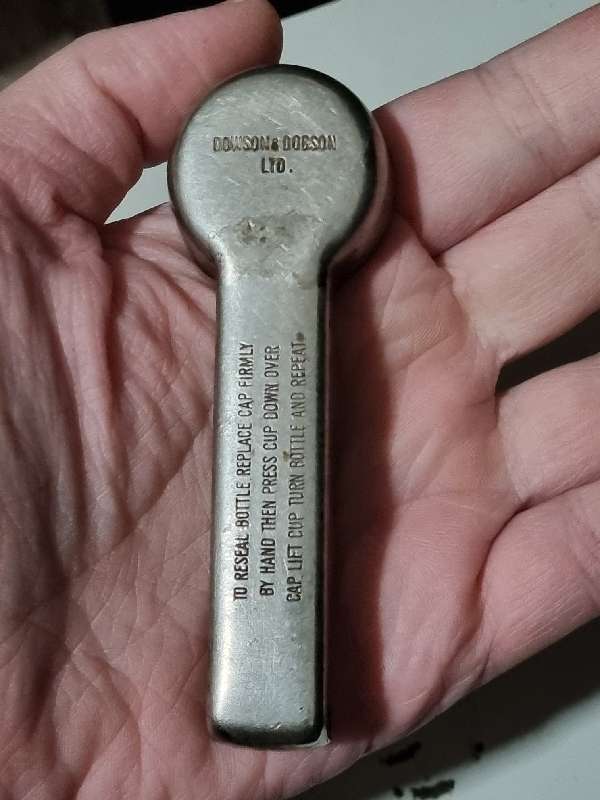 DOWSON & DOBSON
LTD.
TO RESEAL BOTTLE REPLACE CAP FIRMLY
BY HAND THEN PRESS CUP DOWN OVER
CAP LIFT CUP TURN BOTTLE AND REPEAT.